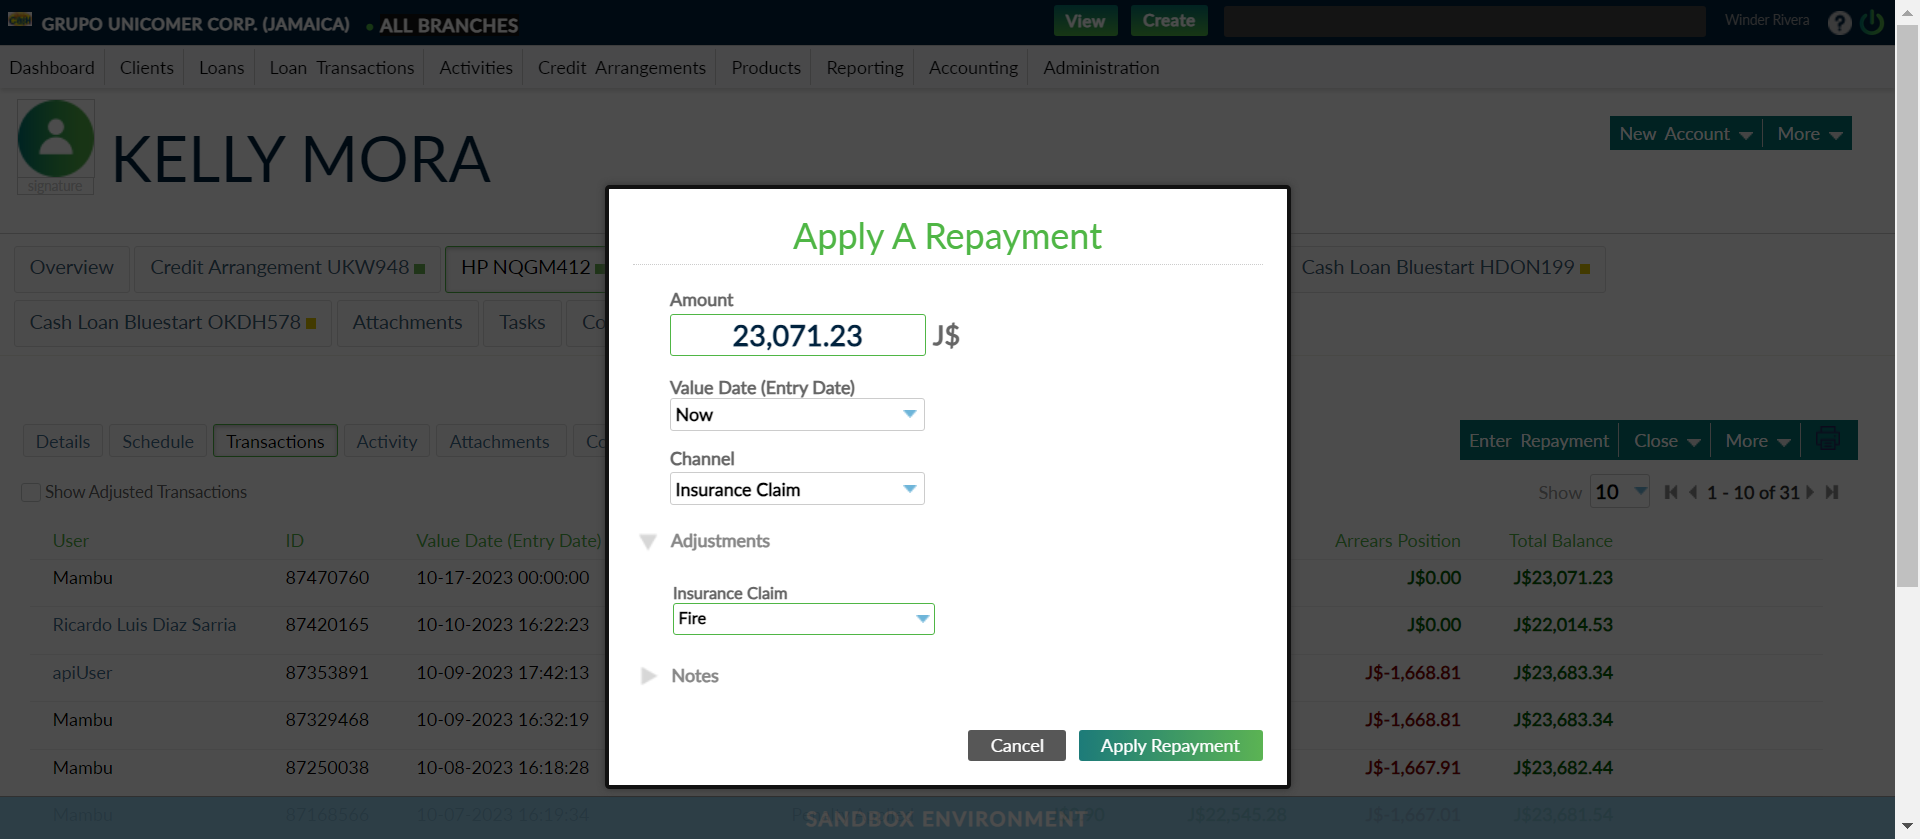 GRUPO UNICOMER CORP. (JAMAICA) ALL BRANCHES View Create Winder Rivera ?
Dashboard Clients Loans Loan Transactions Activities Credit Arrangements Products Reporting Accounting Administration
KELLY MORA
signature
New Account More
Apply A Repayment
Overview Credit Arrangement UKW948 HP NQGM412 Cash Loan Bluestart HDON199
Cash Loan Bluestart OKDH578 Attachments Tasks Co
Amount
23,071.23 J$
Value Date (Entry Date)
Now
Channel
Insurance Claim
Adjustments
Insurance Claim
Fire
Notes
Cancel Apply Repayment
Details Schedule Transactions Activity Attachments Co Enter Repayment Close More
Show Adjusted Transactions Show 10 1 - 10 of 31
User ID Value Date (Entry Date) Arrears Position Total Balance
Mambu 87470760 10-17-2023 00:00:00 J$0.00 J$23,071.23
Ricardo Luis Diaz Sarria 87420165 10-10-2023 16:22:23 J$0.00 J$22,014.53
apiUser 87353891 10-09-2023 17:42:13 J$-1,668.81 J$23,683.34
Mambu 87329468 10-09-2023 16:32:19 J$-1,668.81 J$23,683.34
Mambu 87250038 10-08-2023 16:18:28 J$-1,667.91 J$23,682.44
Mambu 87168566 10-07-2023 16:19:34 J$22,545.28 J$-1,667.01 J$23,681.54
SANDBOX ENVIRONMENT